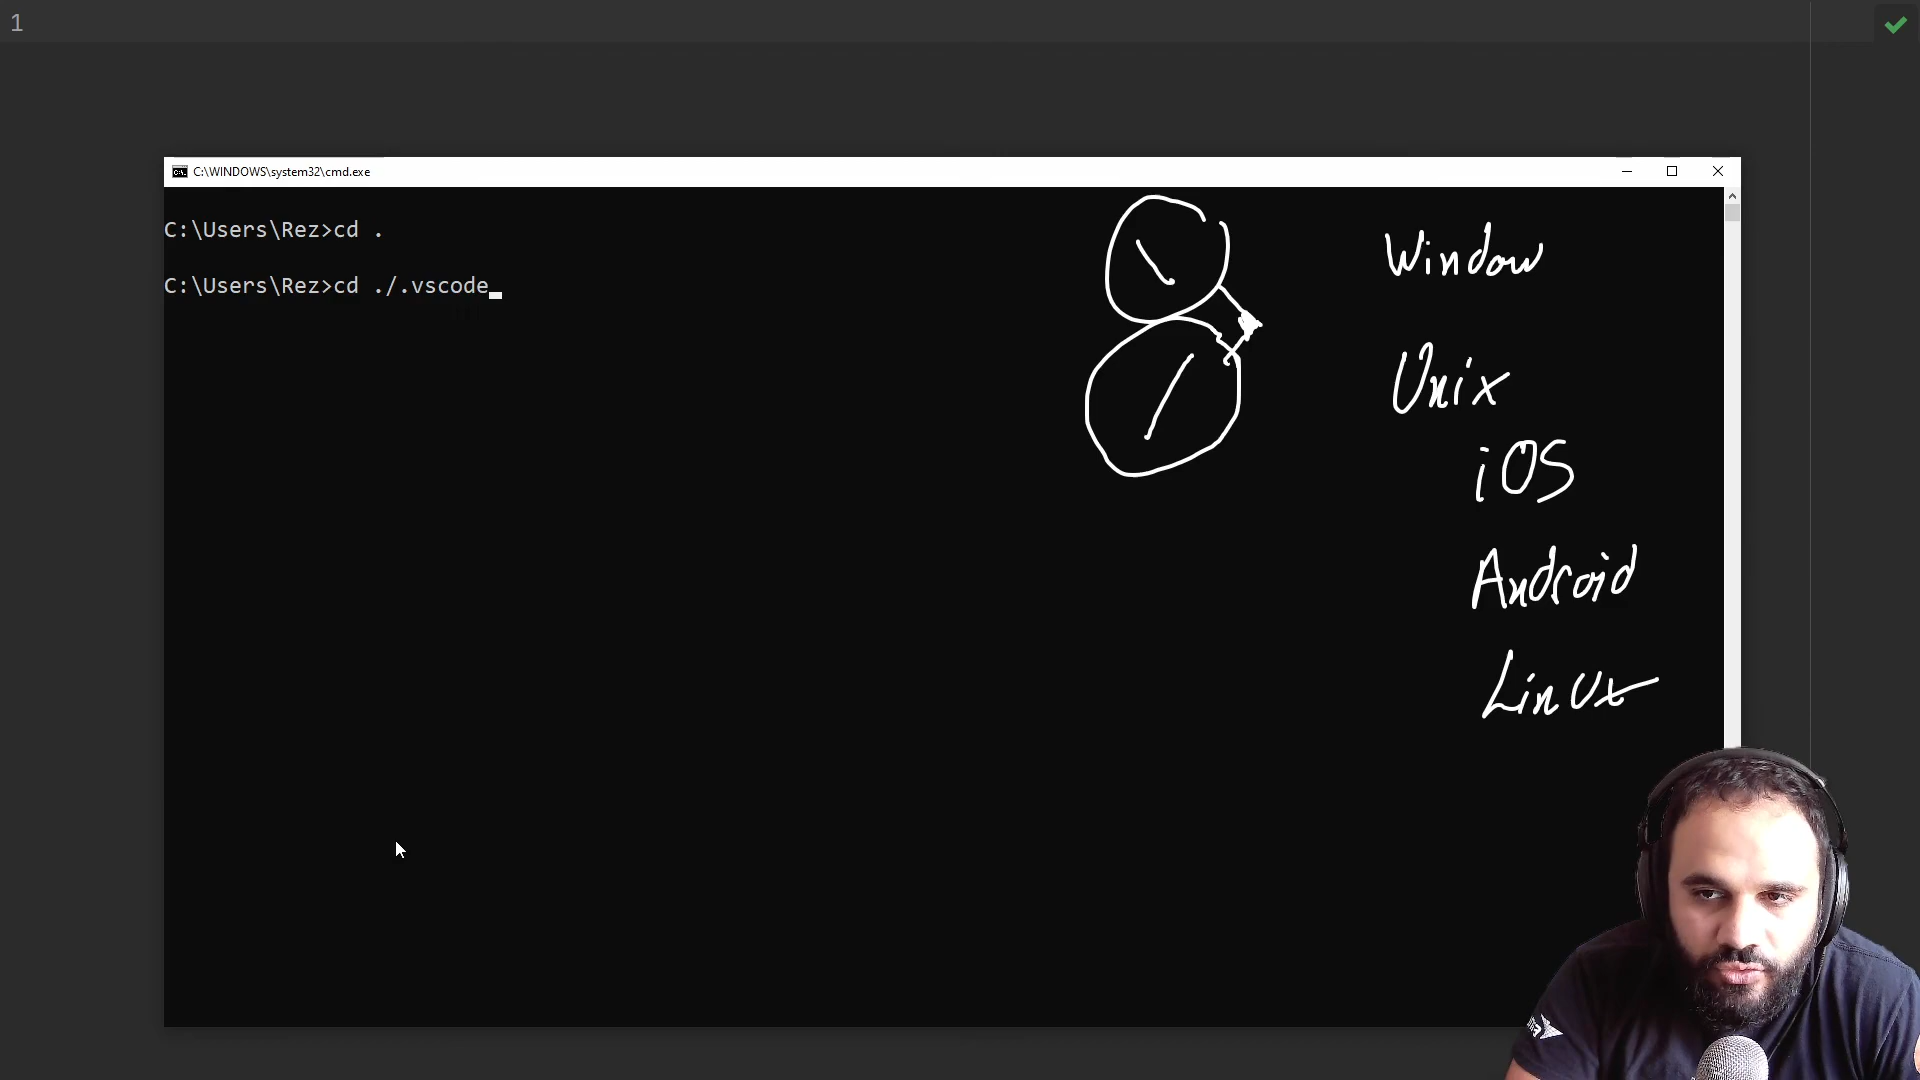 1
C:\WINDOWS\system32\cmd.exe
C:\Users\Rez>cd .
C:\Users\Rez>cd ./.vscode
\
/
Window
Unix
iOS
Android
Linux